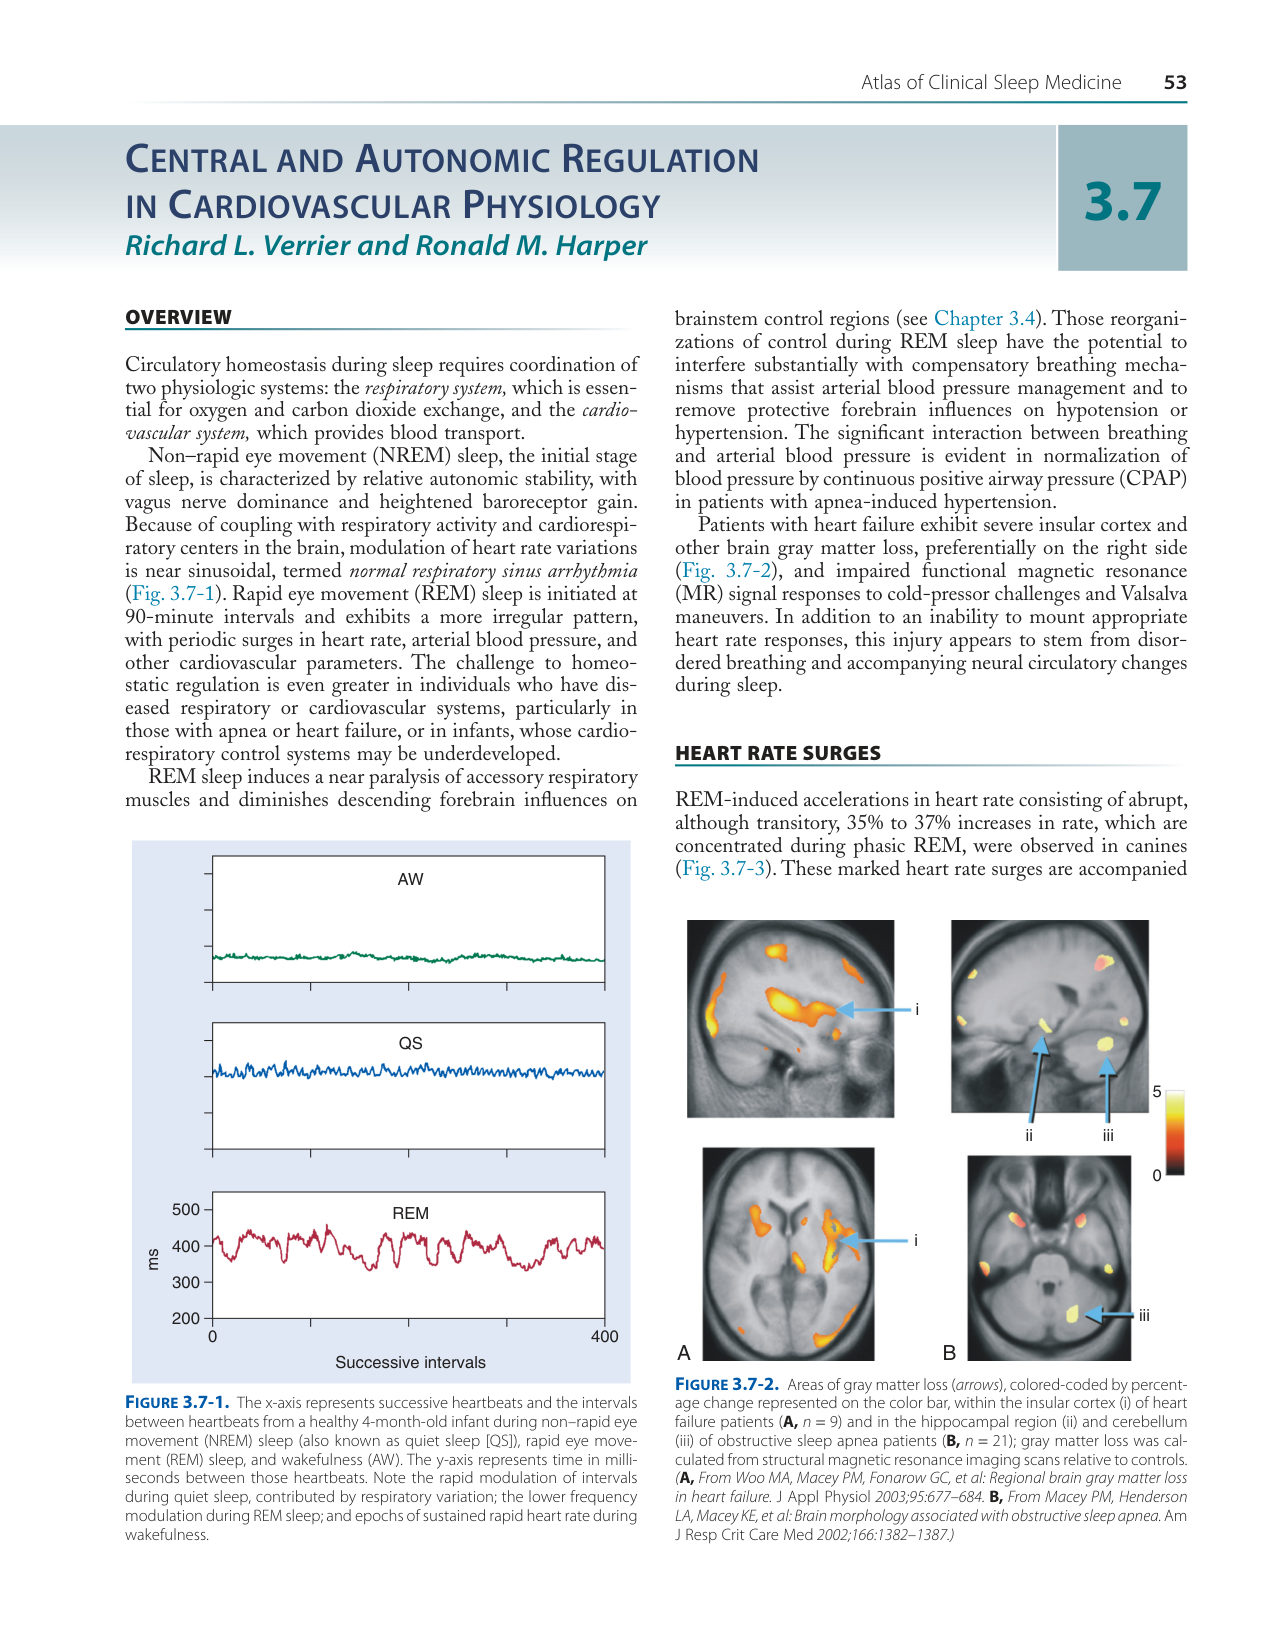 Atlas of Clinical Sleep Medicine 53
CENTRAL AND AUTONOMIC REGULATION
IN CARDIOVASCULAR PHYSIOLOGY
Richard L. Verrier and Ronald M. Harper
3.7
OVERVIEW
Circulatory homeostasis during sleep requires coordination of
two physiologic systems: the respiratory system, which is essen-
tial for oxygen and carbon dioxide exchange, and the cardio-
vascular system, which provides blood transport.
Non–rapid eye movement (NREM) sleep, the initial stage
of sleep, is characterized by relative autonomic stability, with
vagus nerve dominance and heightened baroreceptor gain.
Because of coupling with respiratory activity and cardiorespi-
ratory centers in the brain, modulation of heart rate variations
is near sinusoidal, termed normal respiratory sinus arrhythmia
(Fig. 3.7-1). Rapid eye movement (REM) sleep is initiated at
90-minute intervals and exhibits a more irregular pattern,
with periodic surges in heart rate, arterial blood pressure, and
other cardiovascular parameters. The challenge to homeo-
static regulation is even greater in individuals who have dis-
eased respiratory or cardiovascular systems, particularly in
those with apnea or heart failure, or in infants, whose cardio-
respiratory control systems may be underdeveloped.
REM sleep induces a near paralysis of accessory respiratory
muscles and diminishes descending forebrain influences on
AW
QS
REM
500
400
300
200
ms
0
400
Successive intervals
FIGURE 3.7-1. The x-axis represents successive heartbeats and the intervals
between heartbeats from a healthy 4-month-old infant during non–rapid eye
movement (NREM) sleep (also known as quiet sleep [QS]), rapid eye move-
ment (REM) sleep, and wakefulness (AW). The y-axis represents time in milli-
seconds between those heartbeats. Note the rapid modulation of intervals
during quiet sleep, contributed by respiratory variation; the lower frequency
modulation during REM sleep; and epochs of sustained rapid heart rate during
wakefulness.
brainstem control regions (see Chapter 3.4). Those reorgani-
zations of control during REM sleep have the potential to
interfere substantially with compensatory breathing mecha-
nisms that assist arterial blood pressure management and to
remove protective forebrain influences on hypotension or
hypertension. The significant interaction between breathing
and arterial blood pressure is evident in normalization of
blood pressure by continuous positive airway pressure (CPAP)
in patients with apnea-induced hypertension.
Patients with heart failure exhibit severe insular cortex and
other brain gray matter loss, preferentially on the right side
(Fig. 3.7-2), and impaired functional magnetic resonance
(MR) signal responses to cold-pressor challenges and Valsalva
maneuvers. In addition to an inability to mount appropriate
heart rate responses, this injury appears to stem from disor-
dered breathing and accompanying neural circulatory changes
during sleep.
HEART RATE SURGES
REM-induced accelerations in heart rate consisting of abrupt,
although transitory, 35% to 37% increases in rate, which are
concentrated during phasic REM, were observed in canines
(Fig. 3.7-3). These marked heart rate surges are accompanied
i
ii
iii
5
0
i
iii
A
B
FIGURE 3.7-2. Areas of gray matter loss (arrows), colored-coded by percent-
age change represented on the color bar, within the insular cortex (i) of heart
failure patients (A, n = 9) and in the hippocampal region (ii) and cerebellum
(iii) of obstructive sleep apnea patients (B, n = 21); gray matter loss was cal-
culated from structural magnetic resonance imaging scans relative to controls.
(A, From Woo MA, Macey PM, Fonarow GC, et al: Regional brain gray matter loss
in heart failure. J Appl Physiol 2003;95:677–684. B, From Macey PM, Henderson
LA, Macey KE, et al: Brain morphology associated with obstructive sleep apnea. Am
J Resp Crit Care Med 2002;166:1382–1387.)